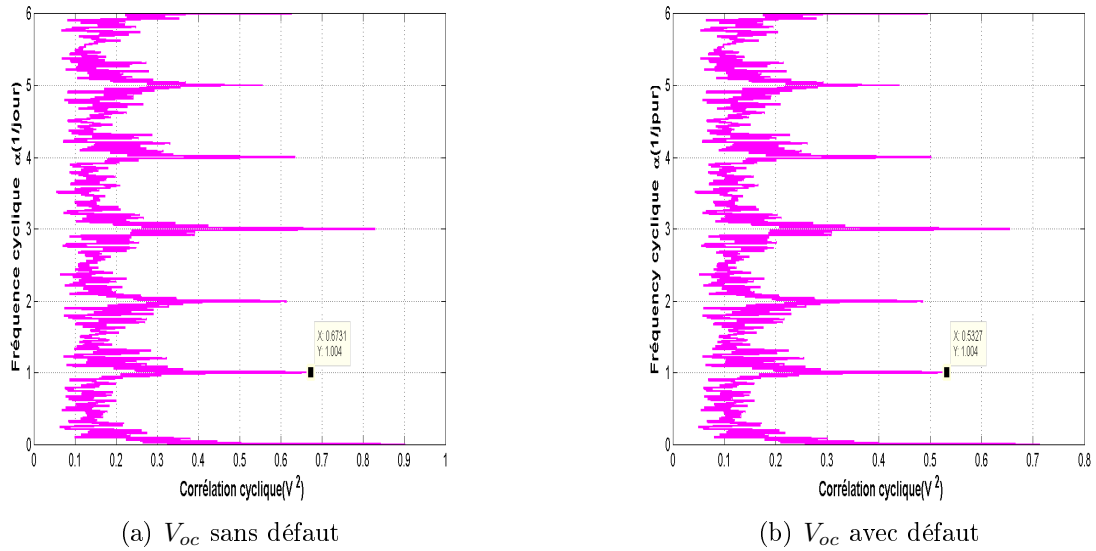 Fréquence cyclique α(1/jour)
6
5
4
3
2
1
0
X: 0.6731
Y: 1.004
0 0.1 0.2 0.3 0.4 0.5 0.6 0.7 0.8 0.9 1
Corrélation cyclique(V²)
(a) Voc sans défaut
Fréquency cyclique α(1/jpur)
6
5
4
3
2
1
0
X: 0.5327
Y: 1.004
0 0.1 0.2 0.3 0.4 0.5 0.6 0.7 0.8
Corrélation cyclique(V²)
(b) Voc avec défaut